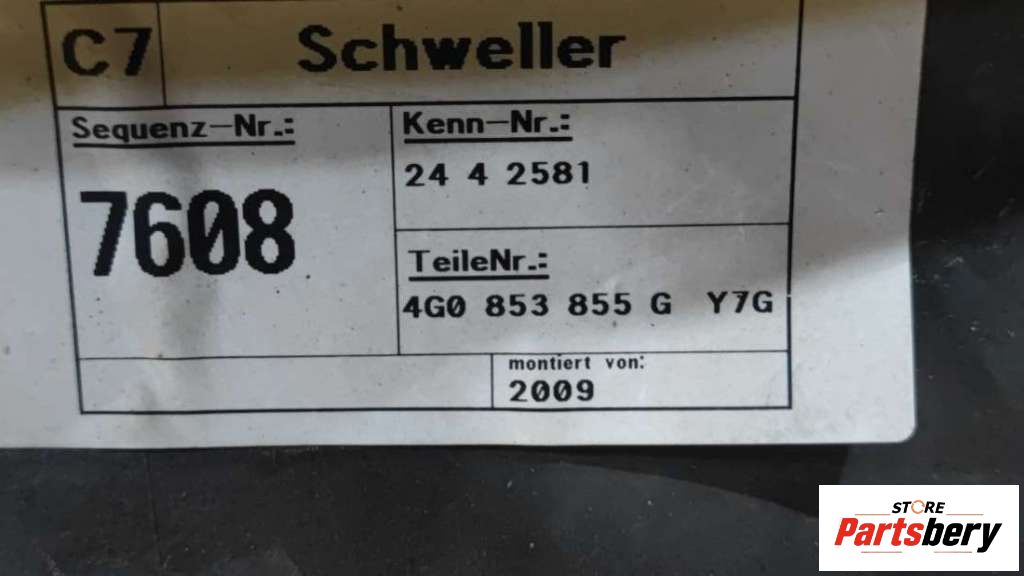 C7 Schweller
Sequenz-Nr.:
7608
Kenn-Nr.:
24 4 2581
TeileNr.:
4G0 853 855 G Y7G
montiert von:
2009
STORE
Partsbery